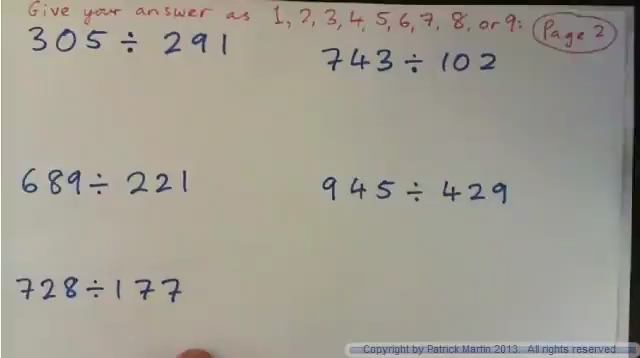 Give your answer as 1, 2, 3, 4, 5, 6, 7, 8, or 9:
Page 2
305 ÷ 291
743 ÷ 102
689 ÷ 221
945 ÷ 429
728 ÷ 177
Copyright by Patrick Martin 2013. All rights reserved